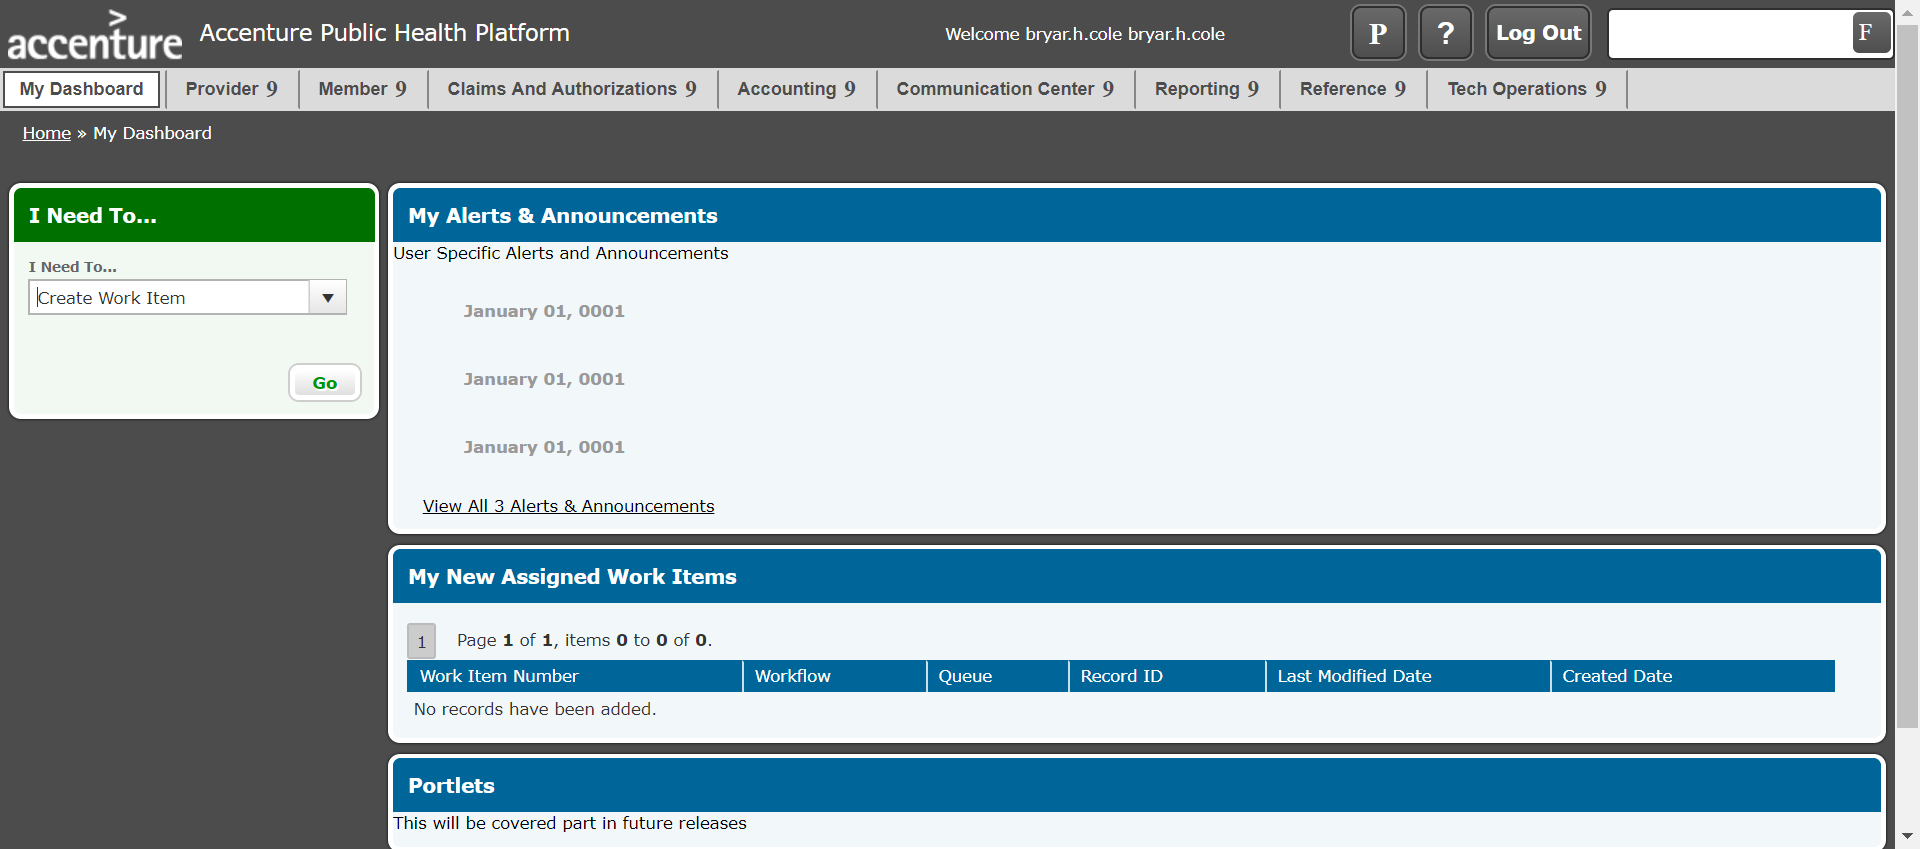 accenture
Accenture Public Health Platform
Welcome bryar.h.cole bryar.h.cole
P
?
Log Out
F
My Dashboard
Provider 9
Member 9
Claims And Authorizations 9
Accounting 9
Communication Center 9
Reporting 9
Reference 9
Tech Operations 9
Home » My Dashboard
I Need To...
I Need To...
Create Work Item
Go
My Alerts & Announcements
User Specific Alerts and Announcements
January 01, 0001
January 01, 0001
January 01, 0001
View All 3 Alerts & Announcements
My New Assigned Work Items
1 Page 1 of 1, items 0 to 0 of 0.
Work Item Number Workflow Queue Record ID Last Modified Date Created Date
No records have been added.
Portlets
This will be covered part in future releases